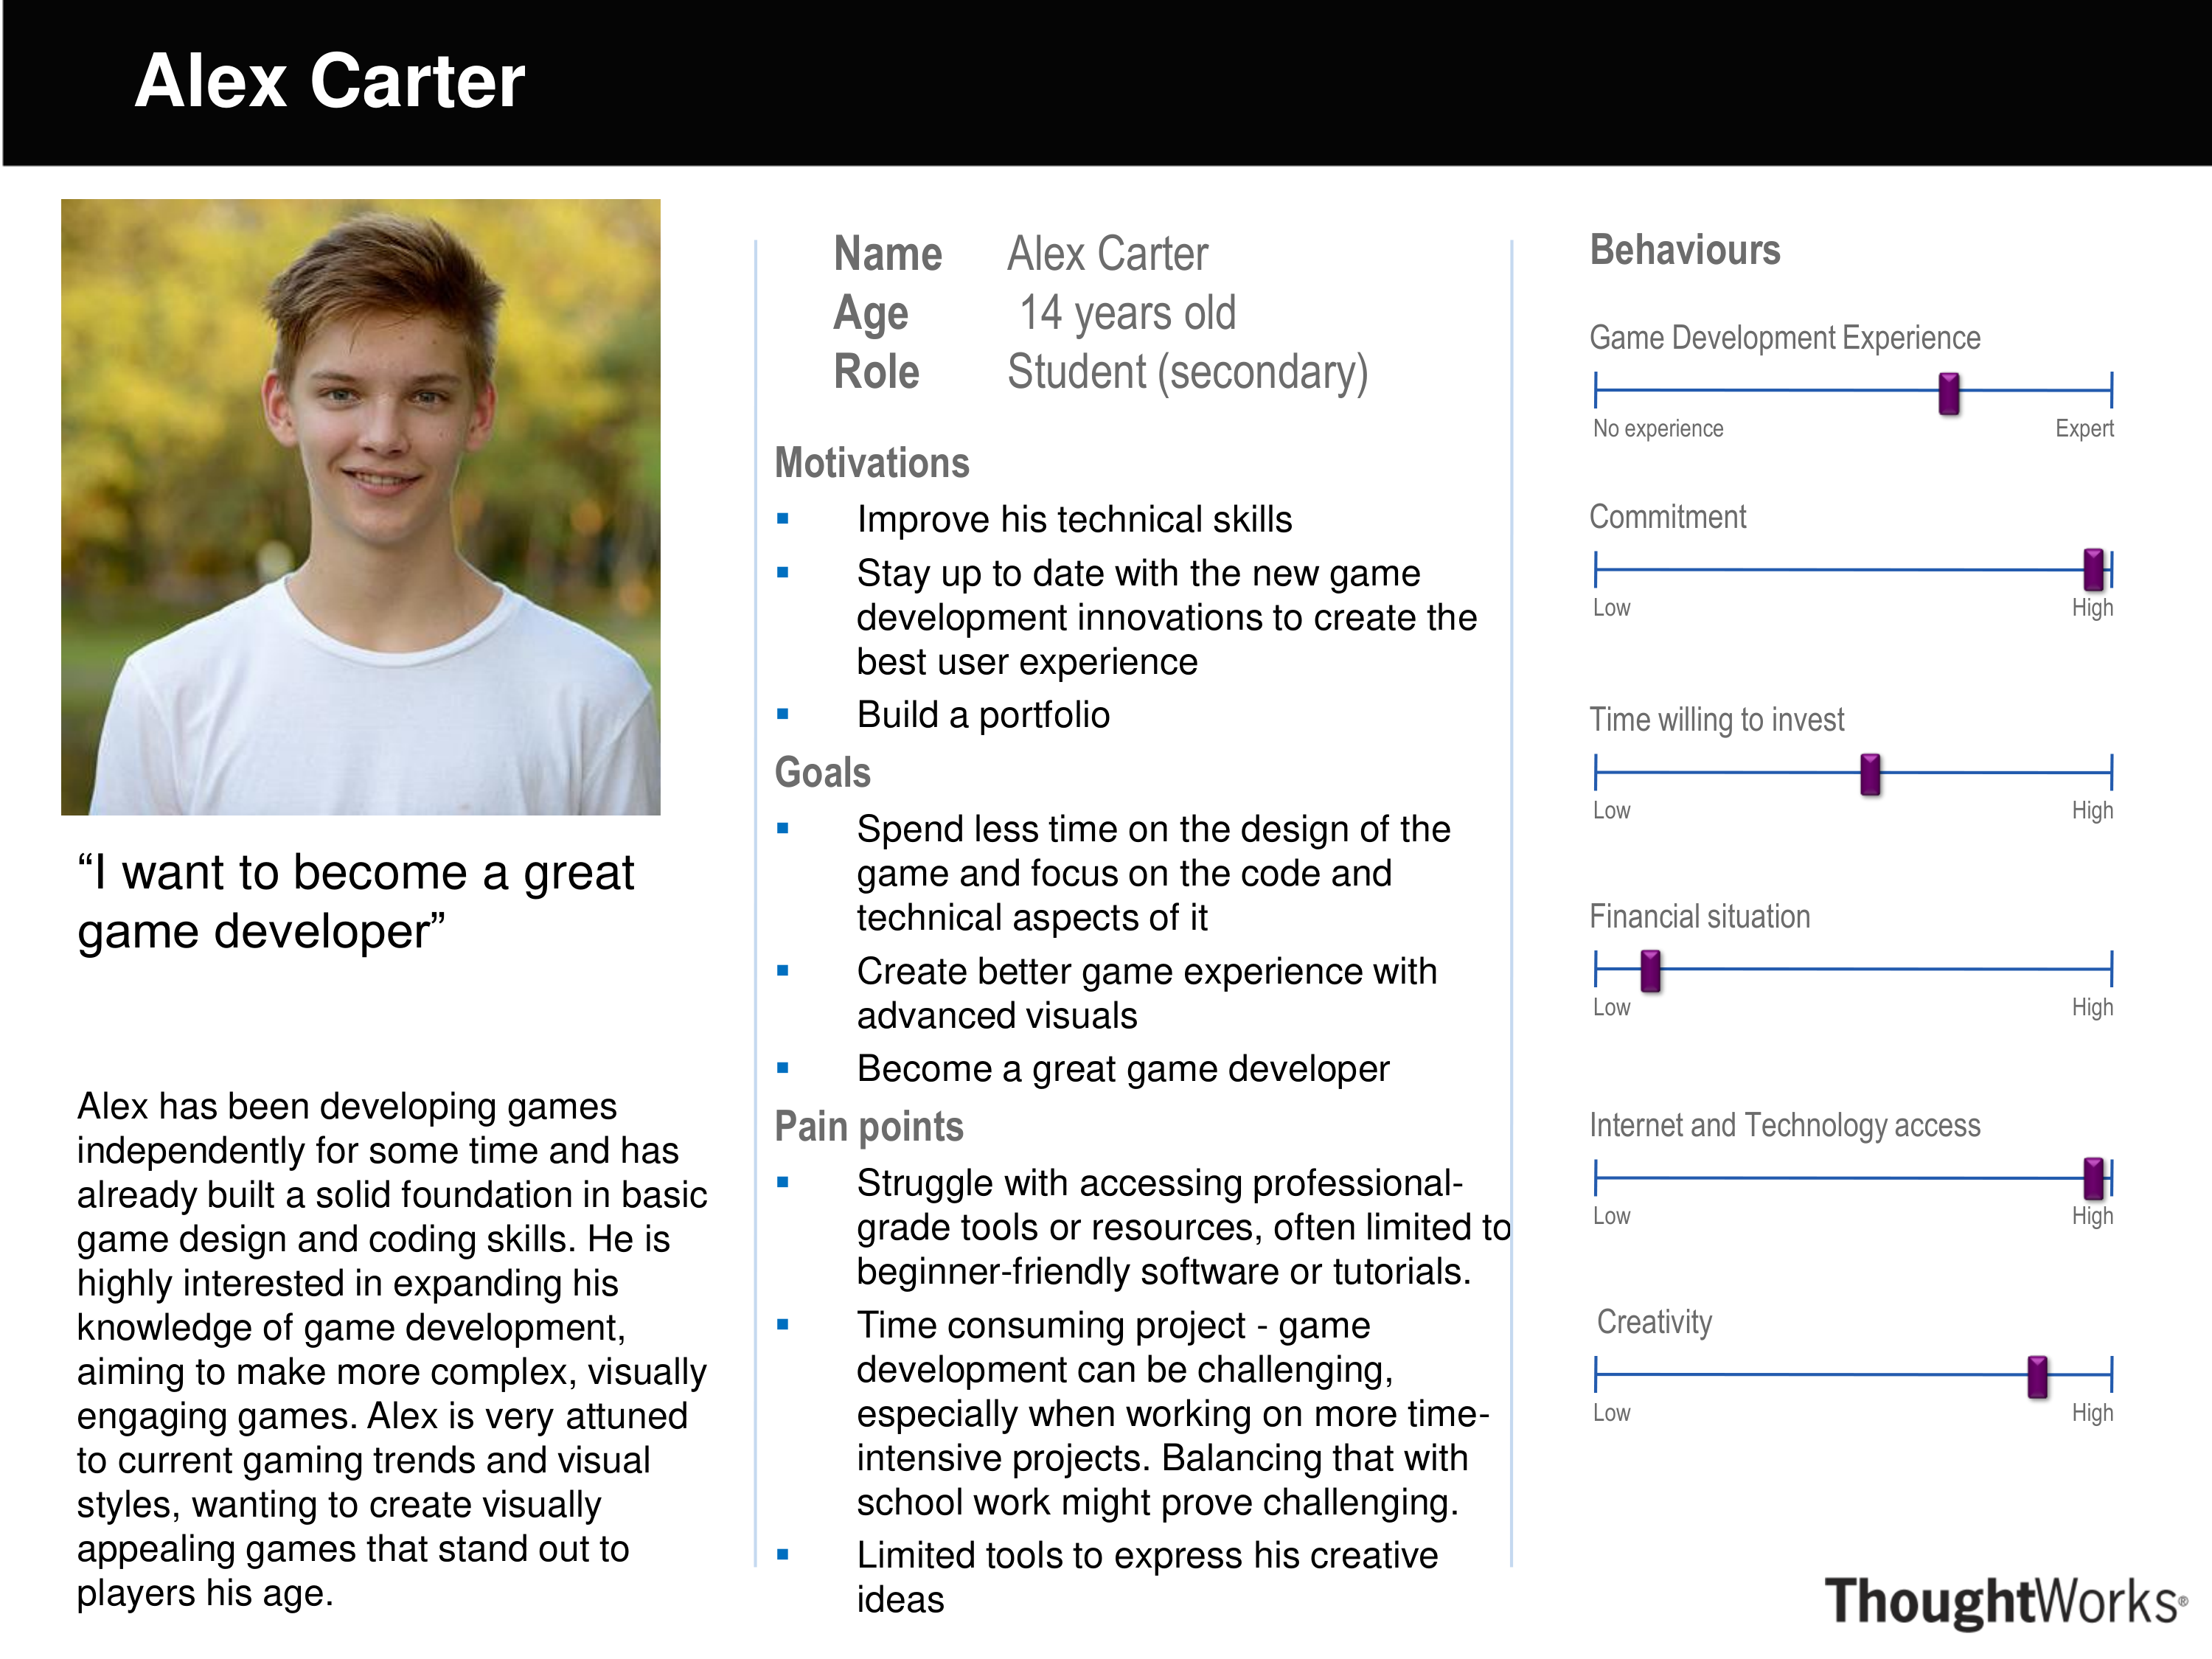 Alex Carter
“I want to become a great
game developer”
Alex has been developing games
independently for some time and has
already built a solid foundation in basic
game design and coding skills. He is
highly interested in expanding his
knowledge of game development,
aiming to make more complex, visually
engaging games. Alex is very attuned
to current gaming trends and visual
styles, wanting to create visually
appealing games that stand out to
players his age.
Name Alex Carter
Age 14 years old
Role Student (secondary)
Motivations
▪ Improve his technical skills
▪ Stay up to date with the new game
development innovations to create the
best user experience
▪ Build a portfolio
Goals
▪ Spend less time on the design of the
game and focus on the code and
technical aspects of it
▪ Create better game experience with
advanced visuals
▪ Become a great game developer
Pain points
▪ Struggle with accessing professional-
grade tools or resources, often limited to
beginner-friendly software or tutorials.
▪ Time consuming project - game
development can be challenging,
especially when working on more time-
intensive projects. Balancing that with
school work might prove challenging.
▪ Limited tools to express his creative
ideas
Behaviours
Game Development Experience
No experience Expert
Commitment
Low High
Time willing to invest
Low High
Financial situation
Low High
Internet and Technology access
Low High
Creativity
Low High
ThoughtWorks®